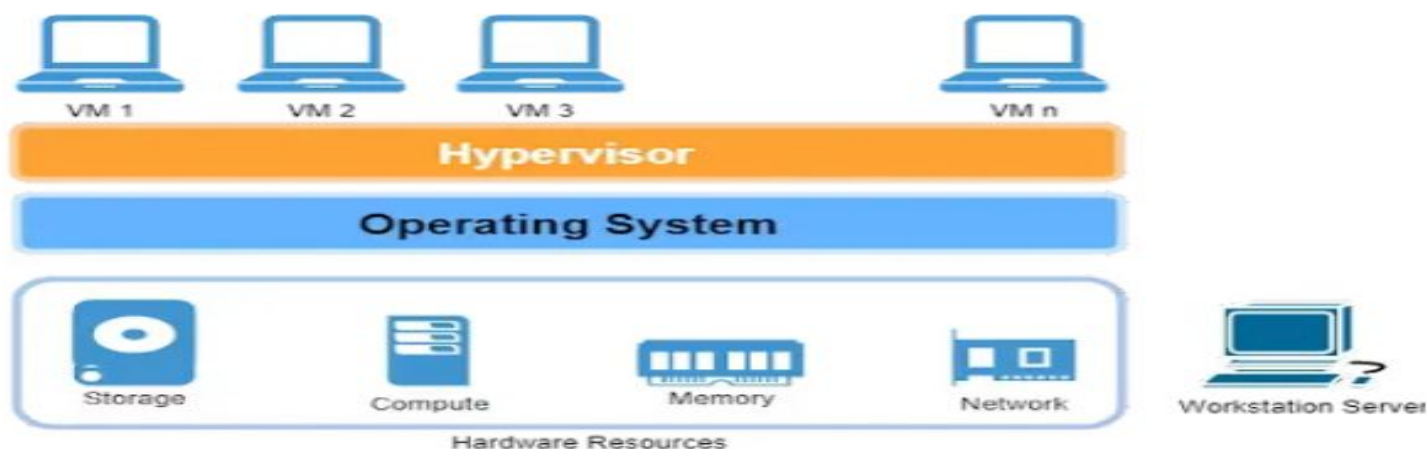 VM 1 VM 2 VM 3 VM n
Hypervisor
Operating System
Storage Compute Memory Network
Workstation Server
Hardware Resources